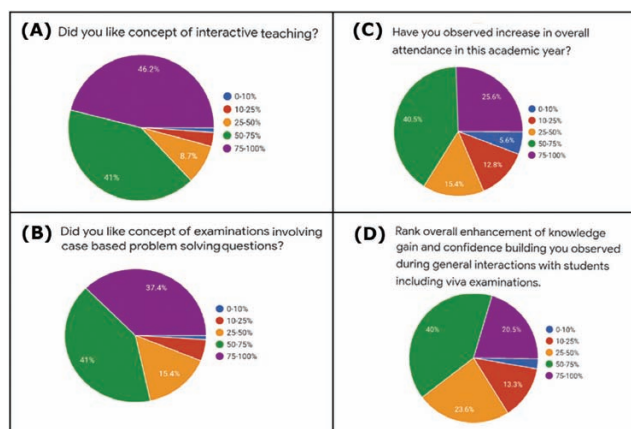 (A)
Did you like concept of interactive teaching?
46.2%
41%
8.7%
0-10%
10-25%
25-50%
50-75%
75-100%
(B)
Did you like concept of examinations involving
case based problem solving questions?
37.4%
41%
15.4%
0-10%
10-25%
25-50%
50-75%
75-100%
(C)
Have you observed increase in overall
attendance in this academic year?
25.6%
40.5%
5.6%
12.8%
15.4%
0-10%
10-25%
25-50%
50-75%
75-100%
(D)
Rank overall enhancement of knowledge
gain and confidence building you observed
during general interactions with students
including viva examinations.
40%
20.5%
13.3%
23.6%
0-10%
10-25%
25-50%
50-75%
75-100%